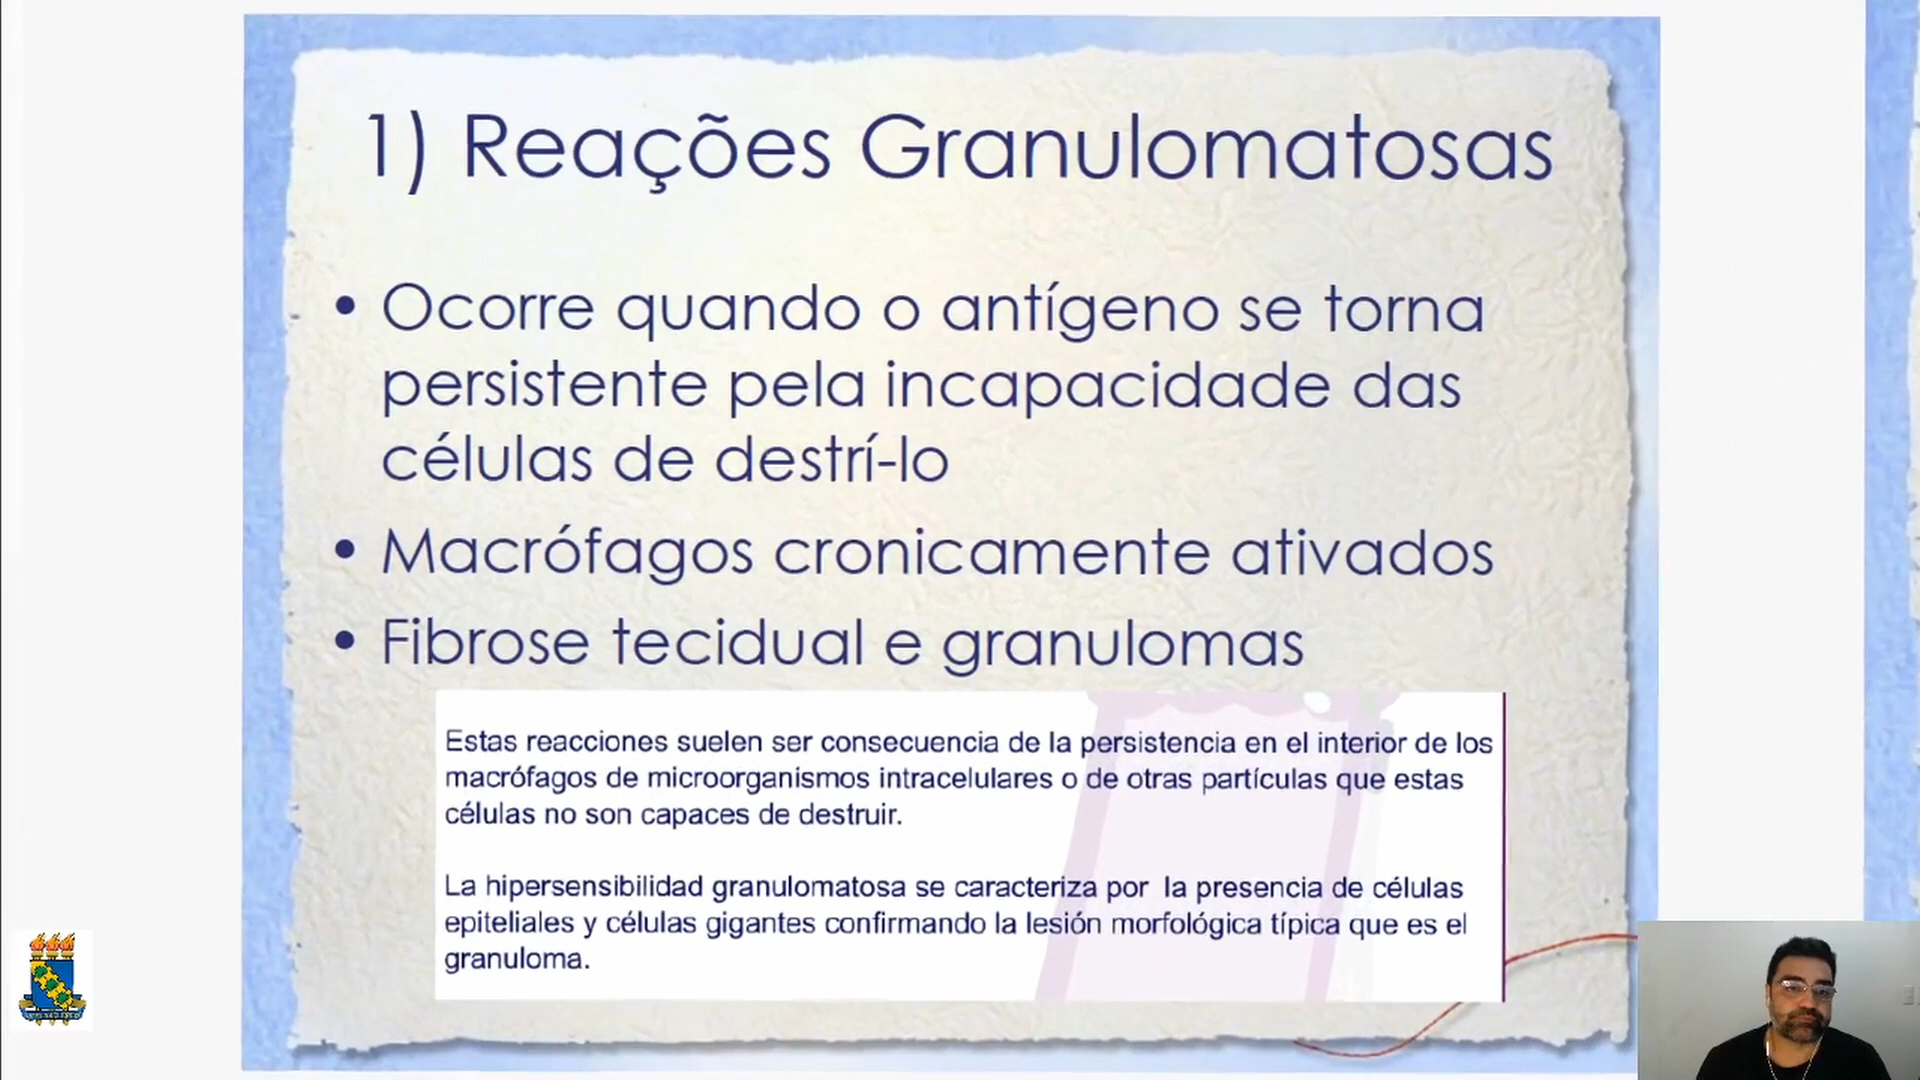 1) Reações Granulomatosas
• Ocorre quando o antígeno se torna
persistente pela incapacidade das
células de destrí-lo
• Macrófagos cronicamente ativados
• Fibrose tecidual e granulomas
Estas reacciones suelen ser consecuencia de la persistencia en el interior de los
macrófagos de microorganismos intracelulares o de otras partículas que estas
células no son capaces de destruir.
La hipersensibilidad granulomatosa se caracteriza por la presencia de células
epiteliales y células gigantes confirmando la lesión morfológica típica que es el
granuloma.